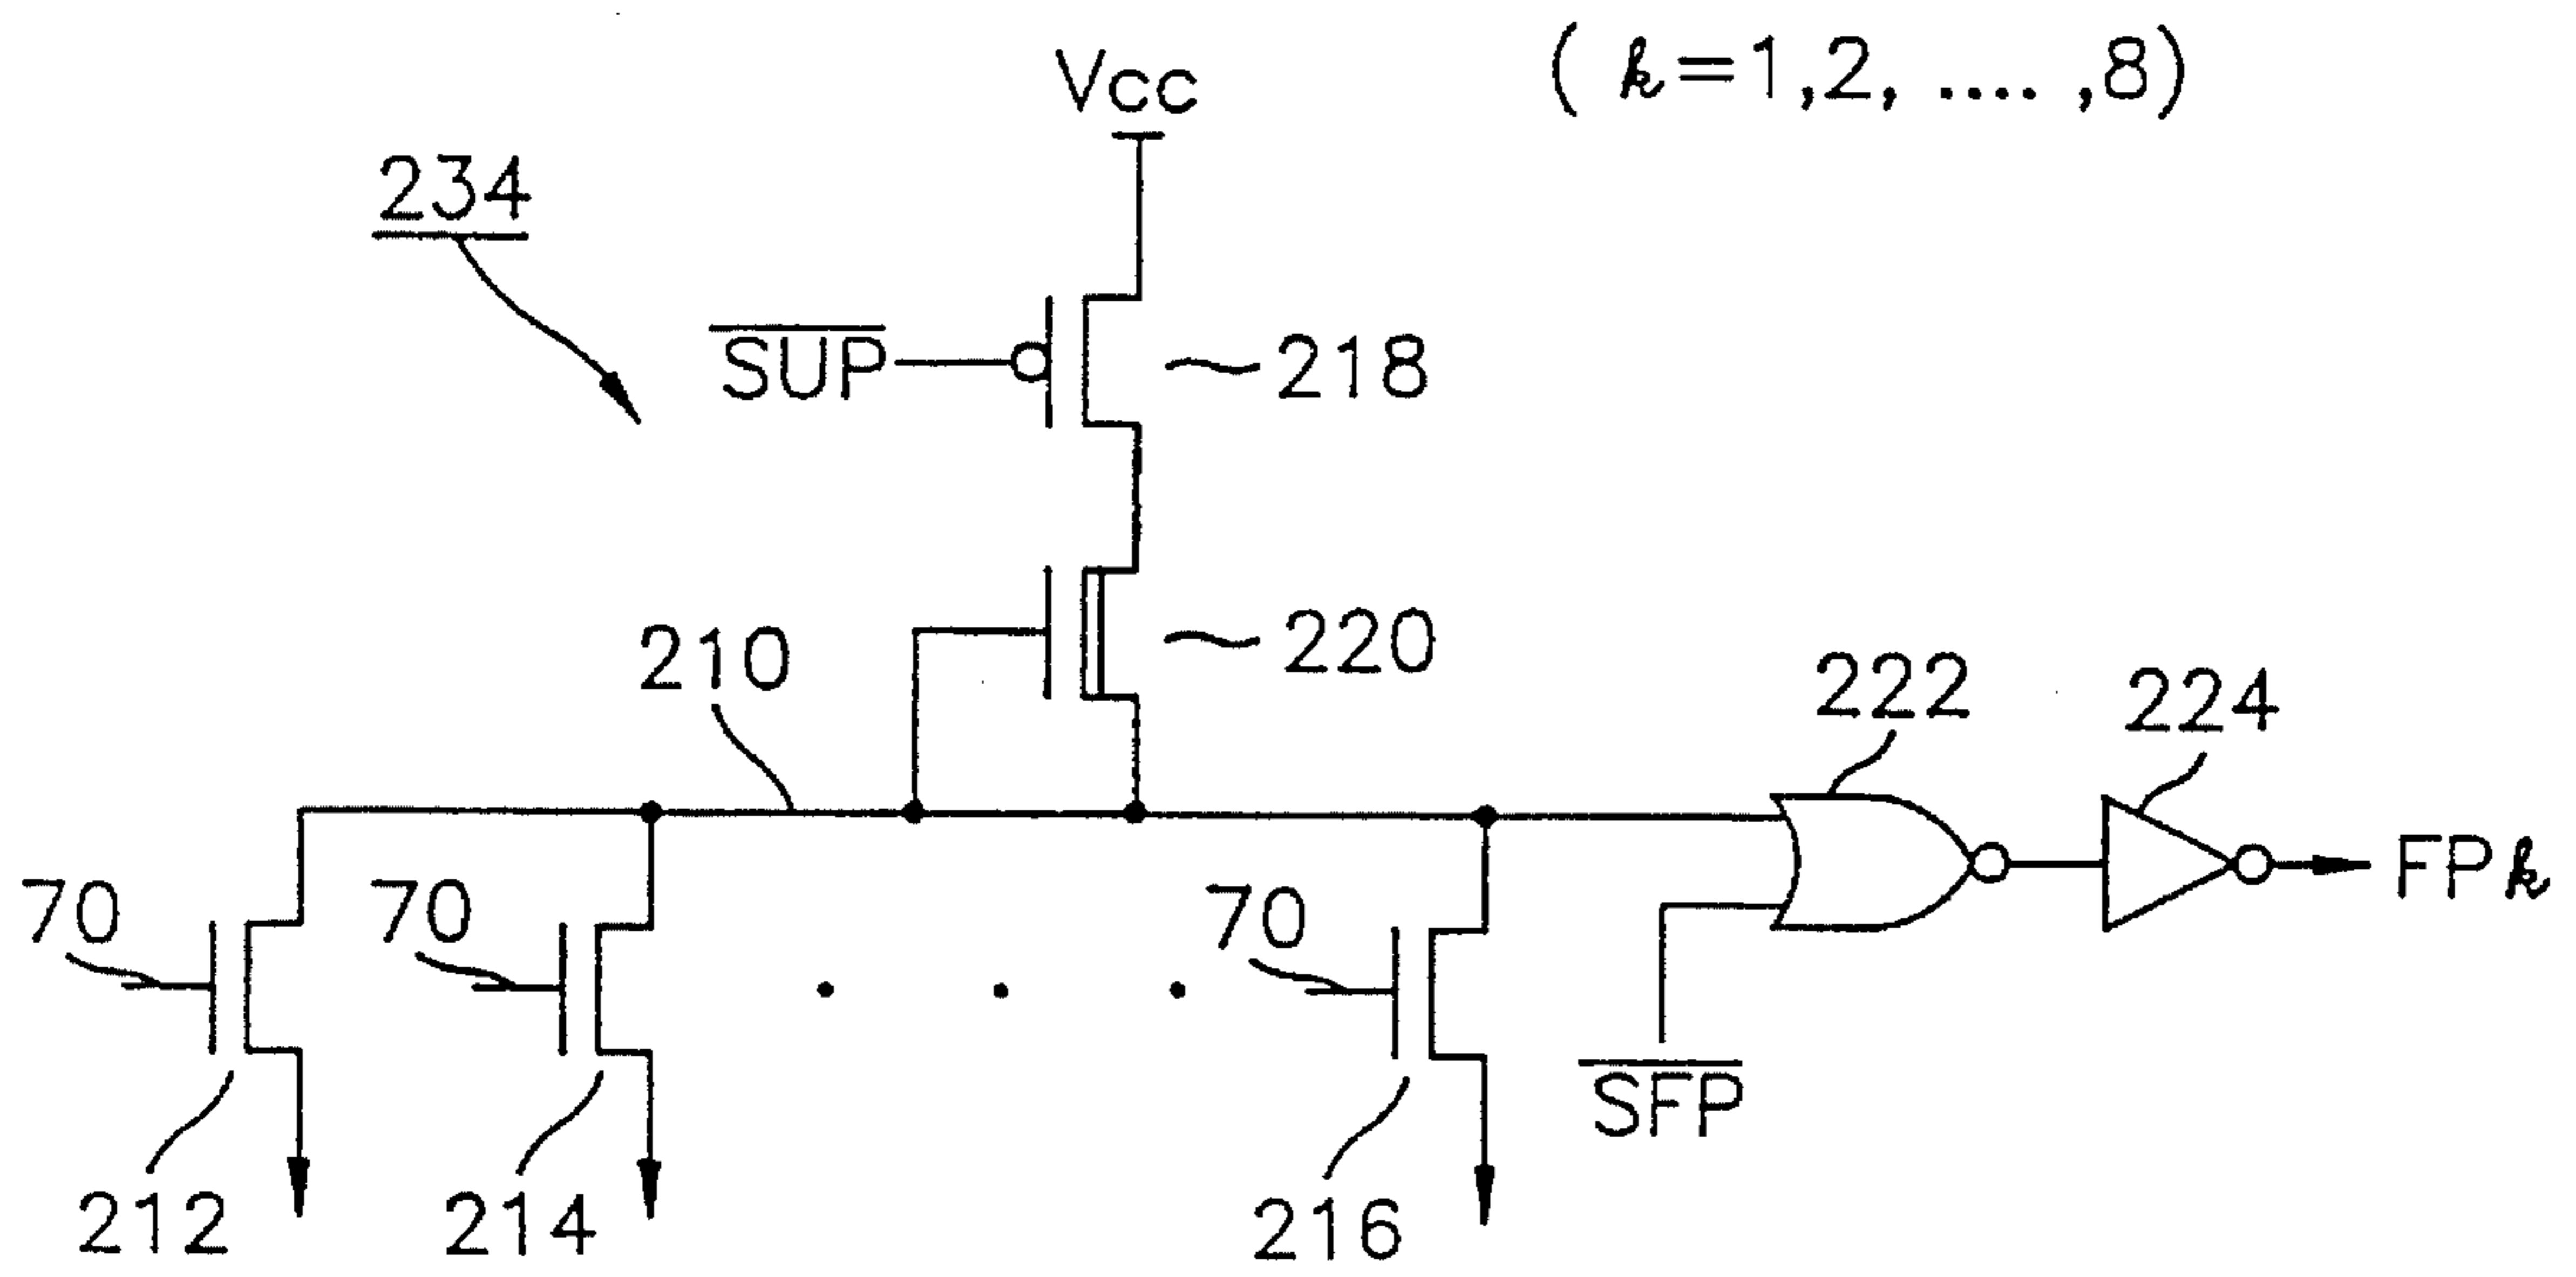 Vcc
(k=1,2, ....,8)
234
SUP
218
210
220
222
224
70
70
70
FPk
SFP
212
214
216